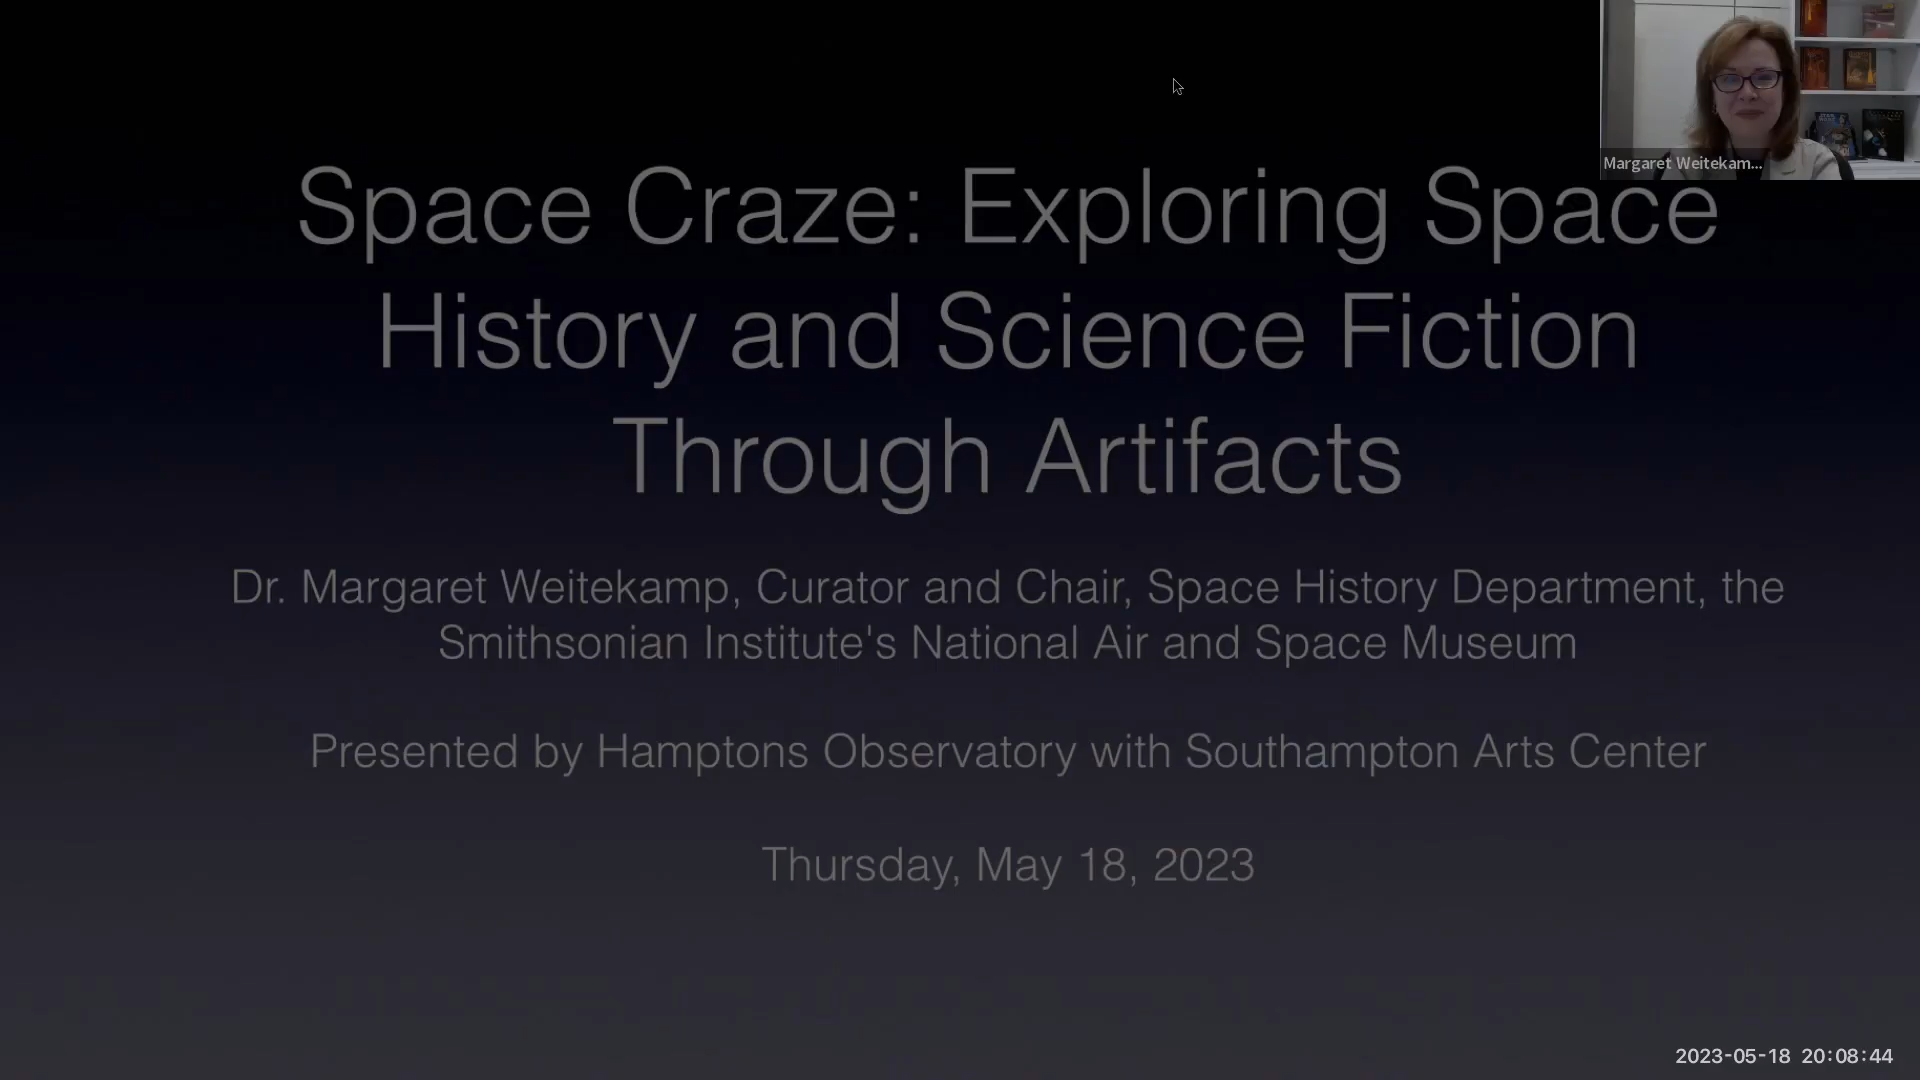 Margaret Weitekam...
Space Craze: Exploring Space
History and Science Fiction
Through Artifacts
Dr. Margaret Weitekamp, Curator and Chair, Space History Department, the
Smithsonian Institute's National Air and Space Museum
Presented by Hamptons Observatory with Southampton Arts Center
Thursday, May 18, 2023
2023-05-18 20:08:44